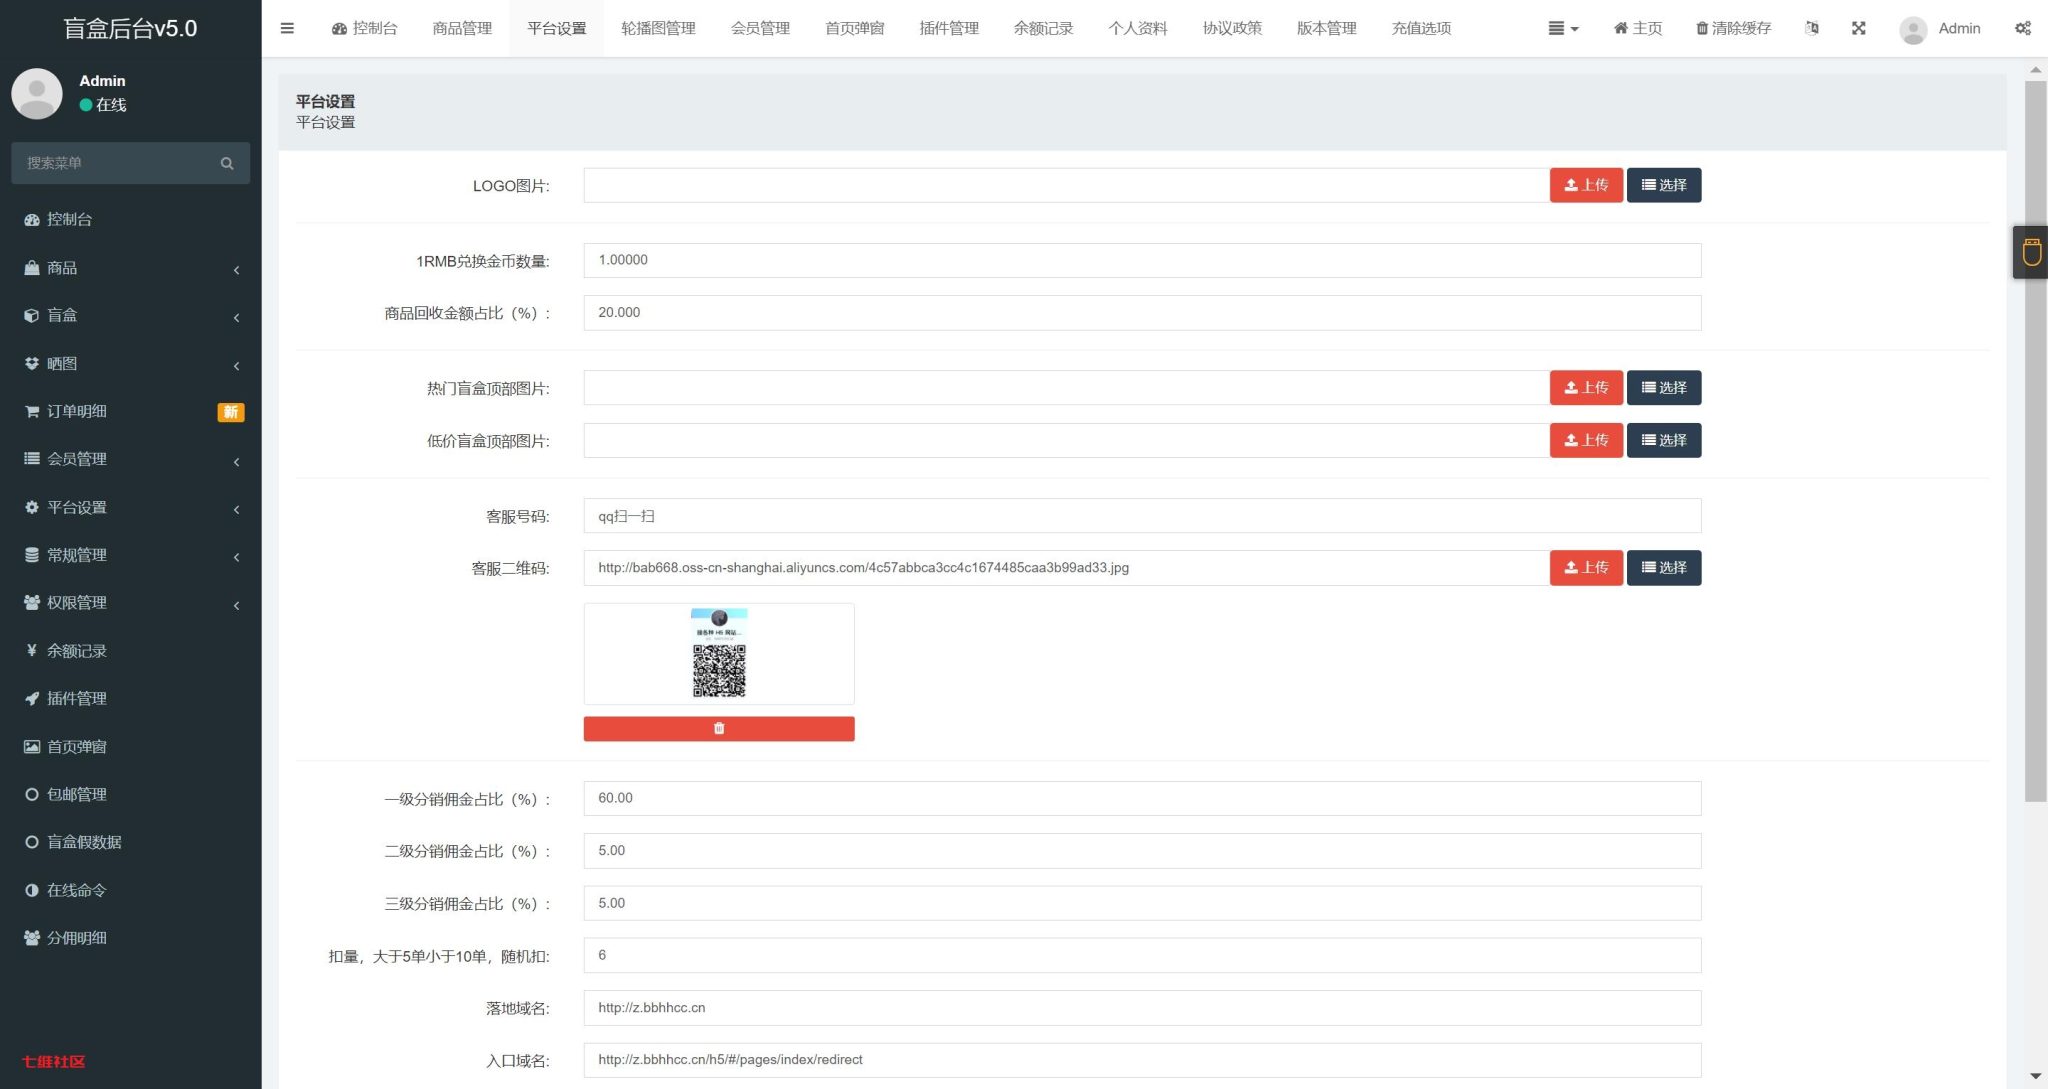 盲盒后台v5.0
控制台
商品管理
平台设置
轮播图管理
会员管理
首页弹窗
插件管理
余额记录
个人资料
协议政策
版本管理
充值选项
主页
清除缓存
Admin
Admin
在线
搜索菜单
控制台
商品
盲盒
晒图
订单明细
新
会员管理
平台设置
常规管理
权限管理
¥ 余额记录
插件管理
首页弹窗
包邮管理
盲盒假数据
在线命令
分佣明细
七维社区
平台设置
平台设置
LOGO图片:
上传
选择
1RMB兑换金币数量:
1.00000
商品回收金额占比（%）:
20.000
热门盲盒顶部图片:
上传
选择
低价盲盒顶部图片:
上传
选择
客服号码:
qq扫一扫
客服二维码:
http://bab668.oss-cn-shanghai.aliyuncs.com/4c57abbca3cc4c1674485caa3b99ad33.jpg
上传
选择
一级分销佣金占比（%）:
60.00
二级分销佣金占比（%）:
5.00
三级分销佣金占比（%）:
5.00
扣量，大于5单小于10单，随机扣:
6
落地域名:
http://z.bbhhcc.cn
入口域名:
http://z.bbhhcc.cn/h5/#/pages/index/redirect